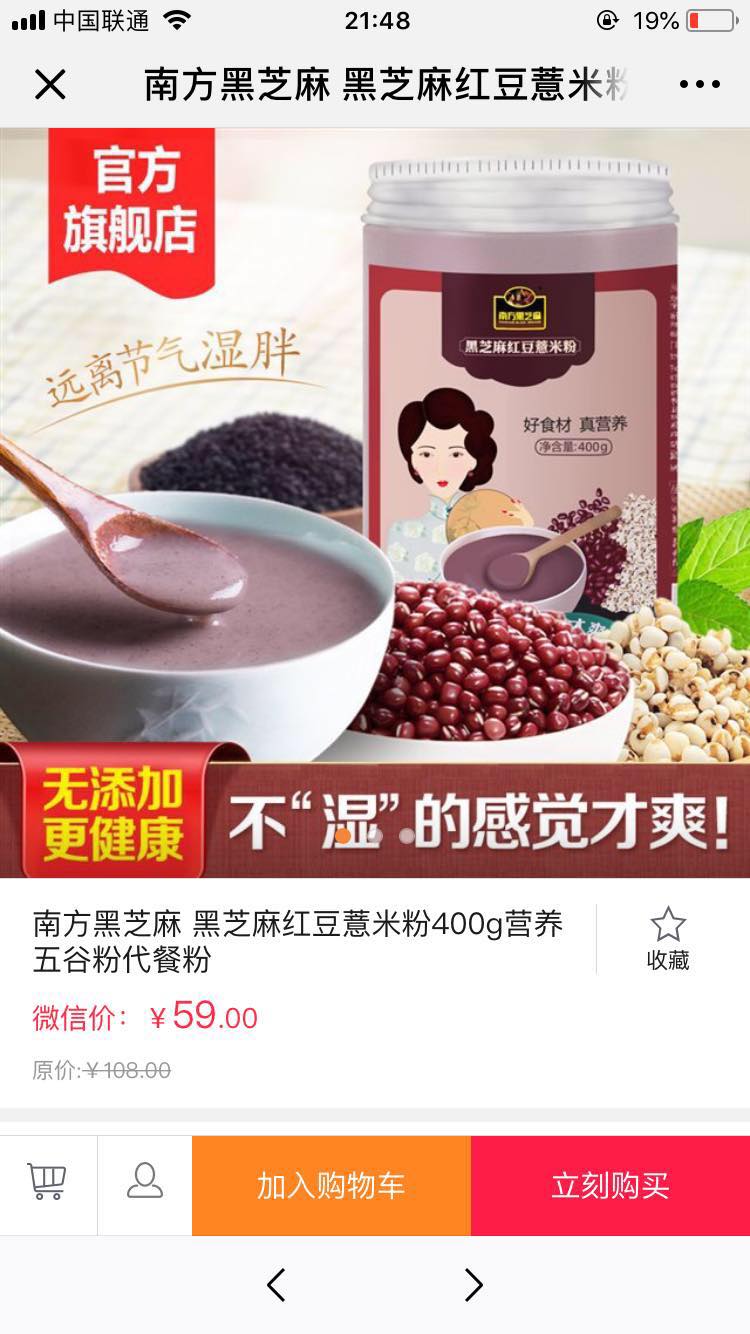 中国联通
21:48
19%
南方黑芝麻 黑芝麻红豆薏米粉
官方
旗舰店
远离节气湿胖
南方黑芝麻
黑芝麻红豆薏米粉
好食材 真营养
净含量:400g
无添加
更健康
不“湿”的感觉才爽!
南方黑芝麻 黑芝麻红豆薏米粉400g营养
五谷粉代餐粉
收藏
微信价: ¥59.00
原价:¥108.00
加入购物车
立刻购买